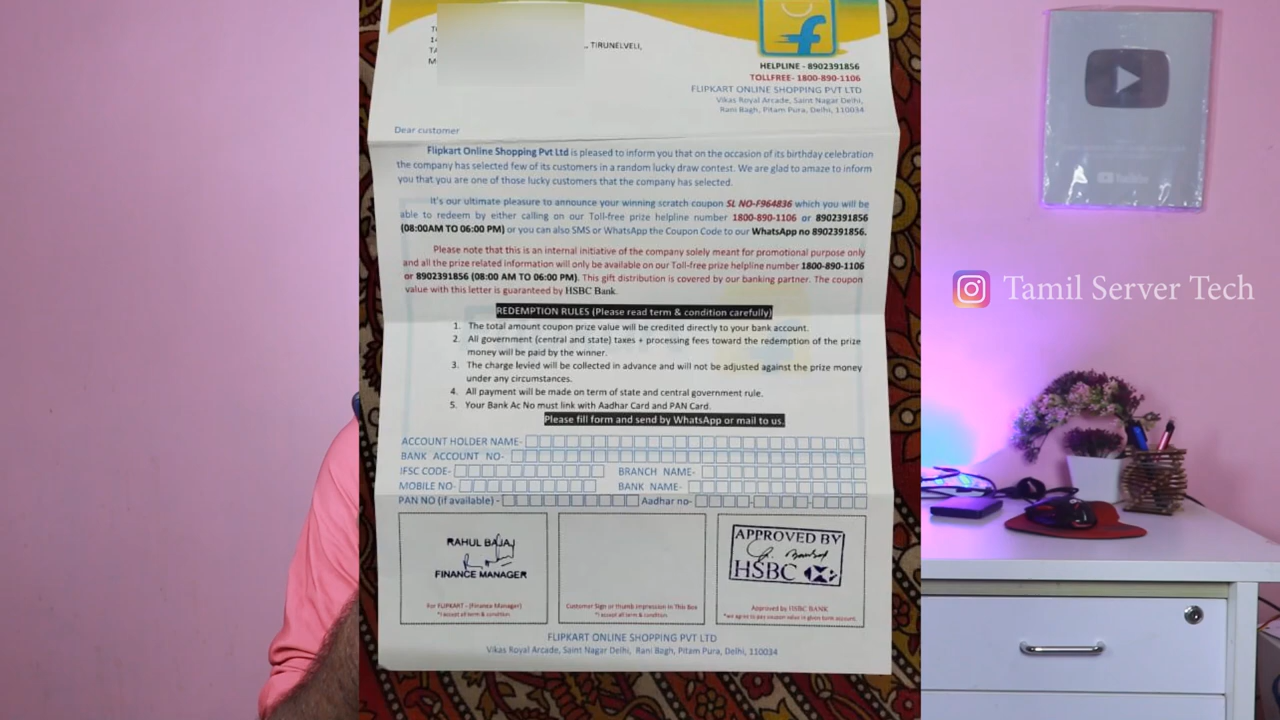 TIRUNELVELI,
HELPLINE - 8902391856
TOLLFREE- 1800-890-1106
FLIPKART ONLINE SHOPPING PVT LTD
Vikas Royal Arcade, Saint Nagar Delhi,
Rani Bagh, Pitam Pura, Delhi, 110034
Dear customer
Flipkart Online Shopping Pvt Ltd is pleased to inform you that on the occasion of its birthday celebration
the company has selected few of its customers in a random lucky draw contest. We are glad to amaze to inform
you that you are one of those lucky customers that the company has selected.
It's our ultimate pleasure to announce your winning scratch coupon SL NO-F964836 which you will be
able to redeem by either calling on our Toll-free prize helpline number 1800-890-1106 or 8902391856
(08:00AM TO 06:00 PM) or you can also SMS or WhatsApp the Coupon Code to our WhatsApp no 8902391856.
Please note that this is an internal initiative of the company solely meant for promotional purpose only
and all the prize related information will only be available on our Toll-free prize helpline number 1800-890-1106
or 8902391856 (08:00 AM TO 06:00 PM). This gift distribution is covered by our banking partner. The coupon
value with this letter is guaranteed by HSBC Bank.
REDEMPTION RULES (Please read term & condition carefully)
1. The total amount coupon prize value will be credited directly to your bank account.
2. All government (central and state) taxes + processing fees toward the redemption of the prize
money will be paid by the winner.
3. The charge levied will be collected in advance and will not be adjusted against the prize money
under any circumstances.
4. All payment will be made on term of state and central government rule.
5. Your Bank Ac No must link with Aadhar Card and PAN Card.
Please fill form and send by WhatsApp or mail to us.
ACCOUNT HOLDER NAME-
BANK ACCOUNT NO-
IFSC CODE- BRANCH NAME-
MOBILE NO- BANK NAME-
PAN NO (if available) - Aadhar no-
RAHUL BAJAJ
FINANCE MANAGER
For FLIPKART - (Finance Manager)
*I accept all term & condition.
Customer Sign or thumb impression in This Box
*I accept all term & condition.
APPROVED BY
HSBC
Approved by HSBC BANK
*we agree to pay coupon value in given bank account.
FLIPKART ONLINE SHOPPING PVT LTD
Vikas Royal Arcade, Saint Nagar Delhi, Rani Bagh, Pitam Pura, Delhi, 110034
Tamil Server Tech